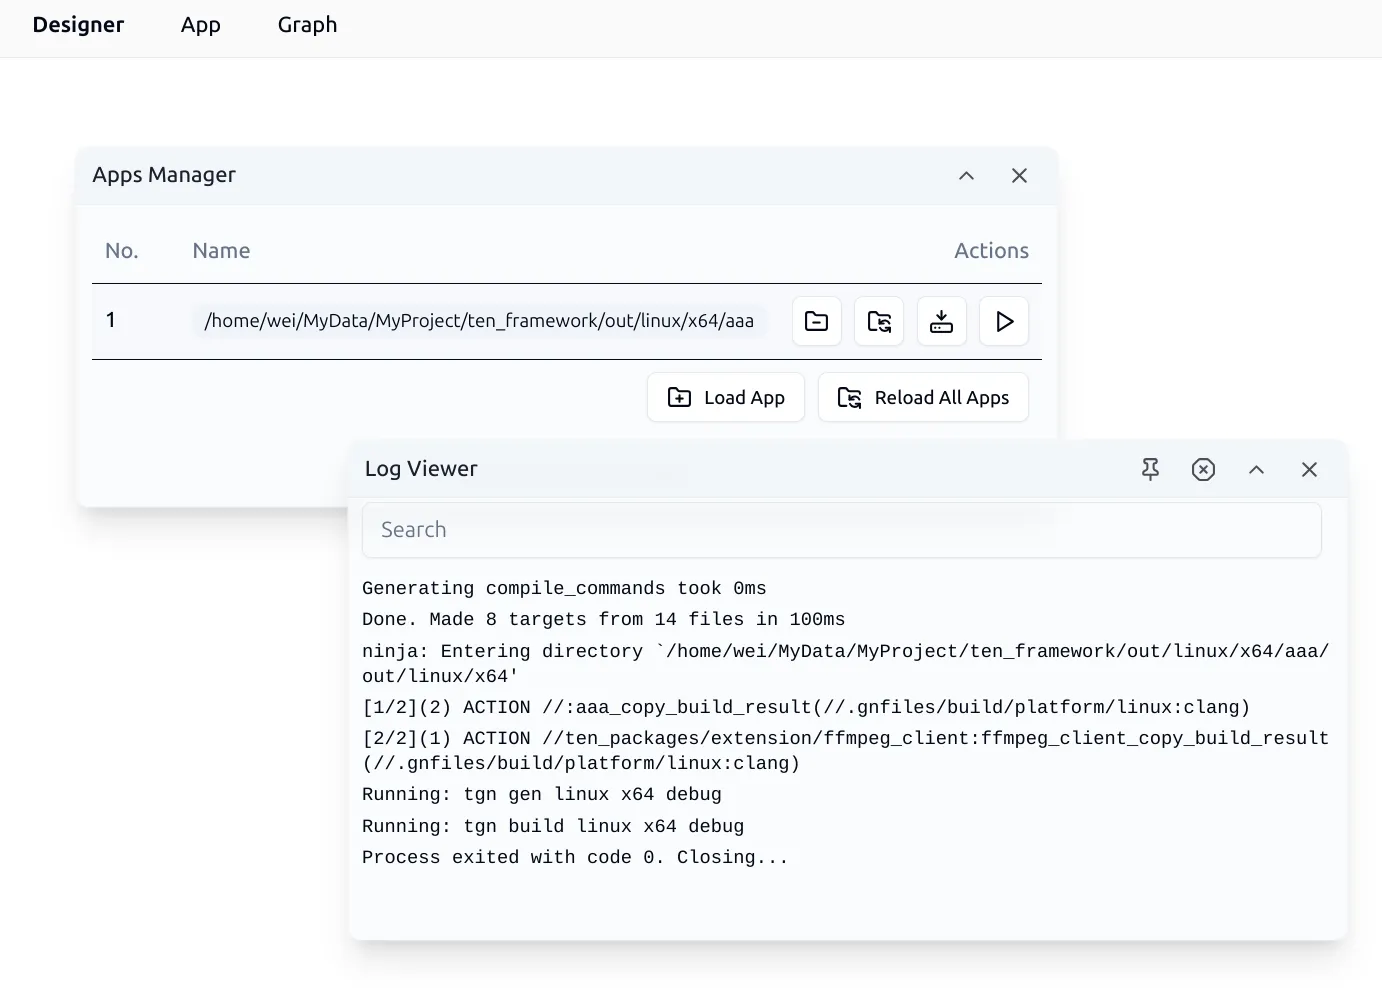 Designer App Graph
Apps Manager
No. Name Actions
1 /home/wei/MyData/MyProject/ten_framework/out/linux/x64/aaa
Load App Reload All Apps
Log Viewer
Search
Generating compile_commands took 0ms
Done. Made 8 targets from 14 files in 100ms
ninja: Entering directory `/home/wei/MyData/MyProject/ten_framework/out/linux/x64/aaa/
out/linux/x64'
[1/2](2) ACTION //:aaa_copy_build_result(//.gnfiles/build/platform/linux:clang)
[2/2](1) ACTION //ten_packages/extension/ffmpeg_client:ffmpeg_client_copy_build_result
(//.gnfiles/build/platform/linux:clang)
Running: tgn gen linux x64 debug
Running: tgn build linux x64 debug
Process exited with code 0. Closing...